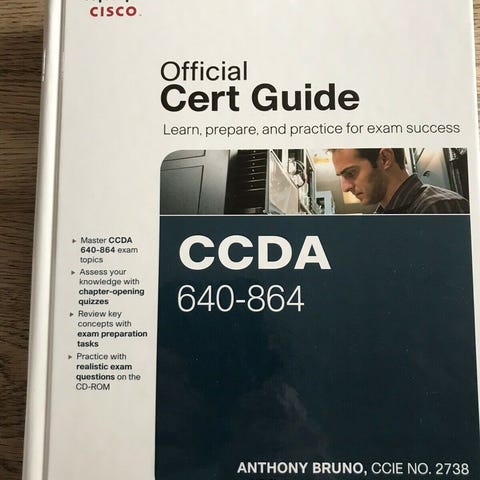 CISCO.
Official
Cert Guide
Learn, prepare, and practice for exam success
Master CCDA
640-864 exam
topics
Assess your
knowledge with
chapter-opening
quizzes
Review key
concepts with
exam preparation
tasks
Practice with
realistic exam
questions on the
CD-ROM
CCDA
640-864
ANTHONY BRUNO, CCIE NO. 2738